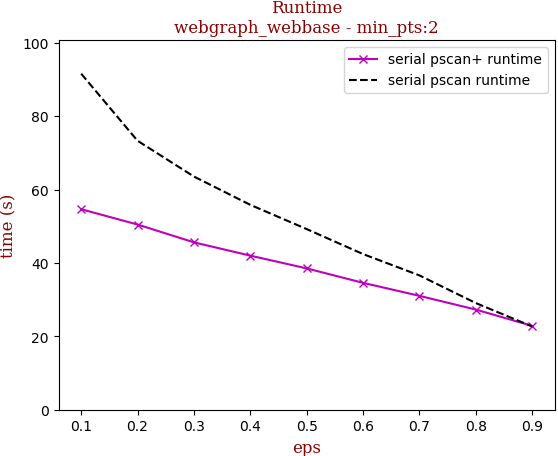 Runtime
webgraph_webbase - min_pts:2
serial pscan+ runtime
serial pscan runtime
time (s)
100
80
60
40
20
0
0.1 0.2 0.3 0.4 0.5 0.6 0.7 0.8 0.9
eps